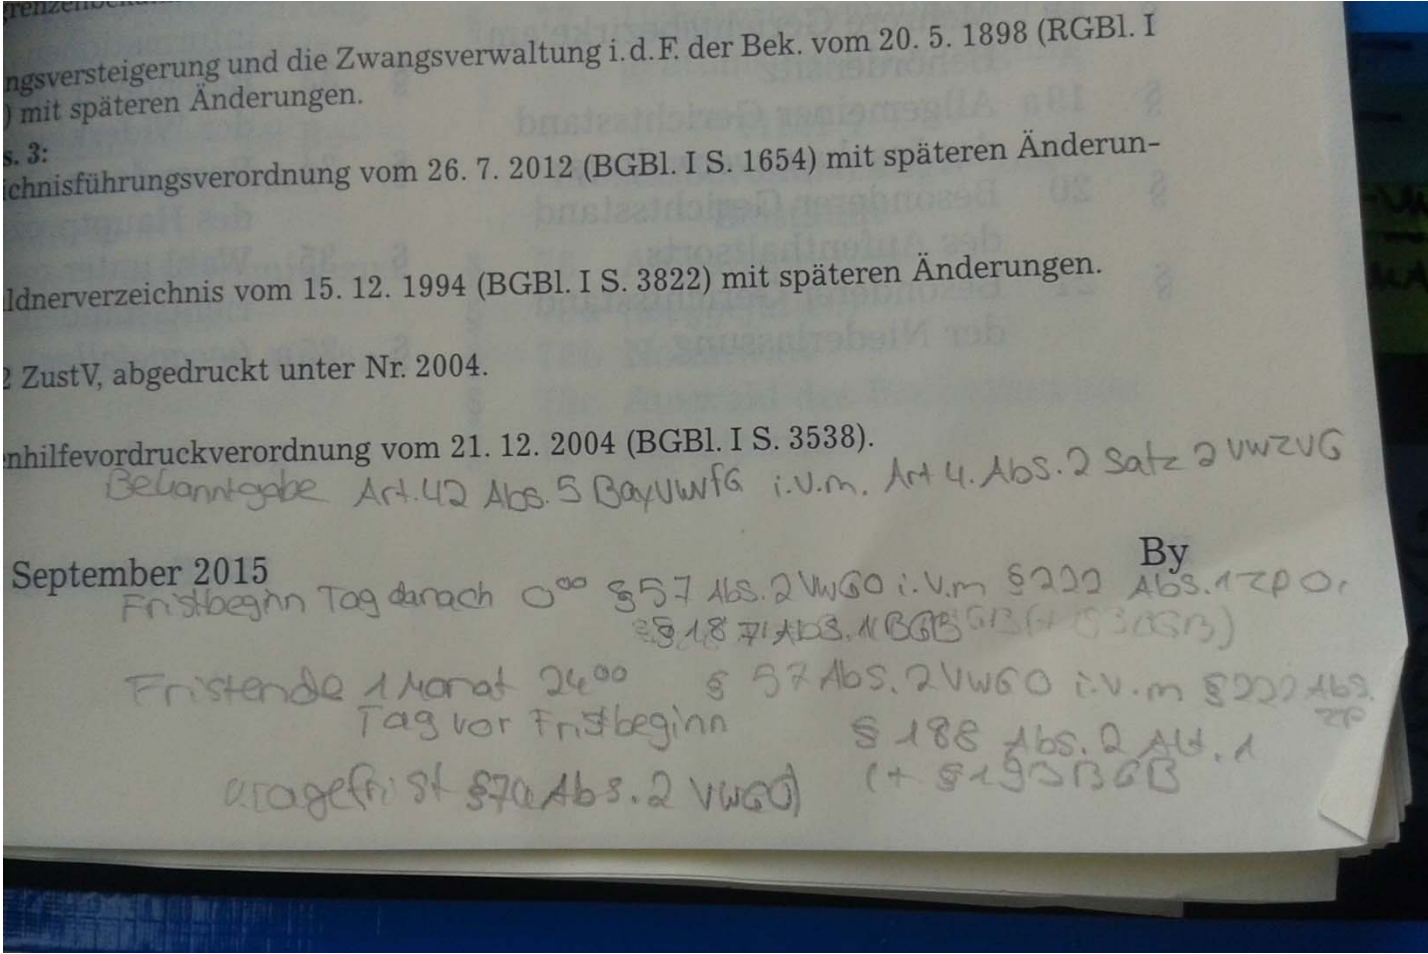 ngsversteigerung und die Zwangsverwaltung i. d. F. der Bek. vom 20. 5. 1898 (RGBl. I
) mit späteren Änderungen.
s. 3:
ichnisführungsverordnung vom 26. 7. 2012 (BGBl. I S. 1654) mit späteren Änderun-
ldnerverzeichnis vom 15. 12. 1994 (BGBl. I S. 3822) mit späteren Änderungen.
2 ZustV, abgedruckt unter Nr. 2004.
nhilfevordruckverordnung vom 21. 12. 2004 (BGBl. I S. 3538).
Bekanntgabe Art. 42 Abs. 5 BayVwVfG i.V.m. Art 4. Abs. 2 Satz 2 VwZVG
September 2015 By
Fristbeginn Tag danach 0⁰⁰ §57 Abs. 2 VwGO i.V.m §222 Abs. 1 ZPO,
§ 187 Abs. 1 BGB
Fristende 1 Monat 24⁰⁰ § 57 Abs. 2 VwGO i.V.m §222 Abs.
Tag vor Fristbeginn ZP
§ 188 Abs. 2 Alt. 1
(+ § 193 BGB
Klagefrist §74 Abs. 2 VwGO)